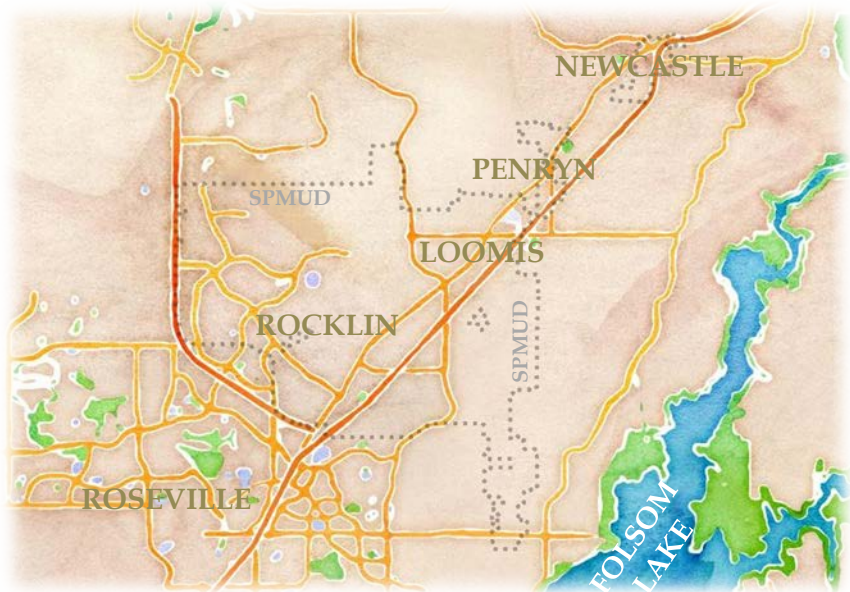 NEWCASTLE
PENRYN
SPMUD
LOOMIS
SPMUD
ROCKLIN
ROSEVILLE
FOLSOM
LAKE